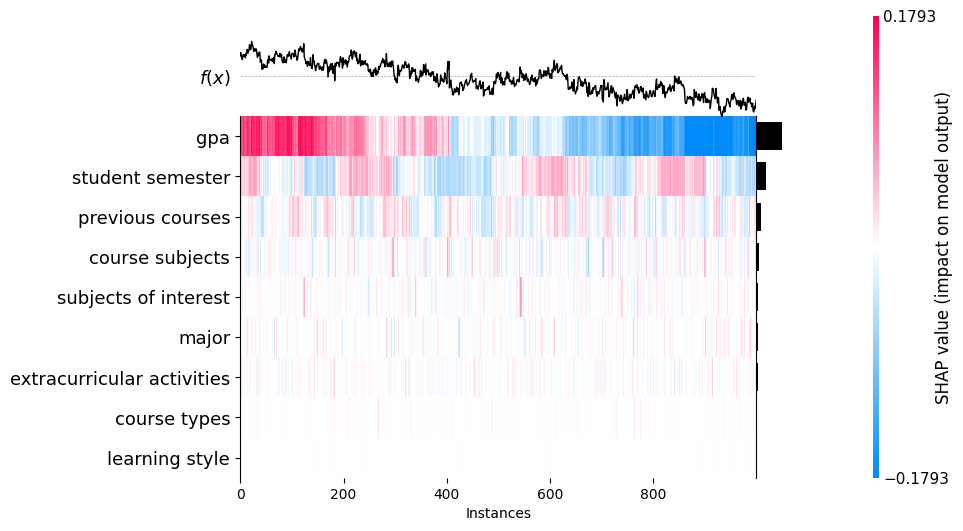 0.1793
f(x)
gpa
student semester
previous courses
course subjects
subjects of interest
major
extracurricular activities
course types
learning style
0 200 400 600 800
Instances
−0.1793
SHAP value (impact on model output)